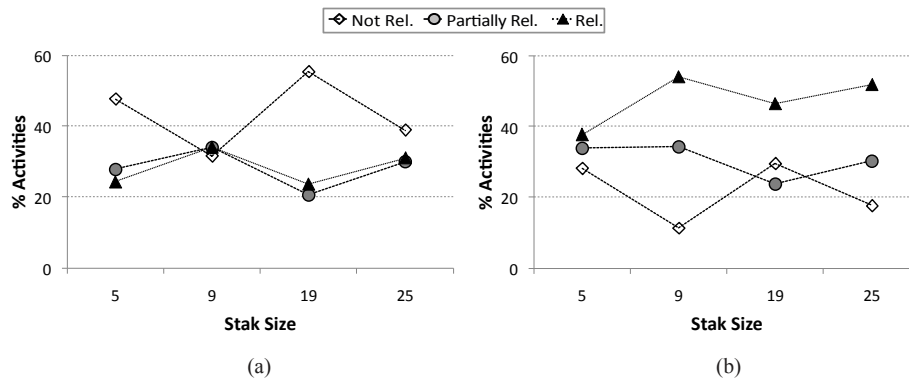 Not Rel. Partially Rel. Rel.
60
40
20
0
% Activities
5 9 19 25
Stak Size
(a)
60
40
20
0
% Activities
5 9 19 25
Stak Size
(b)